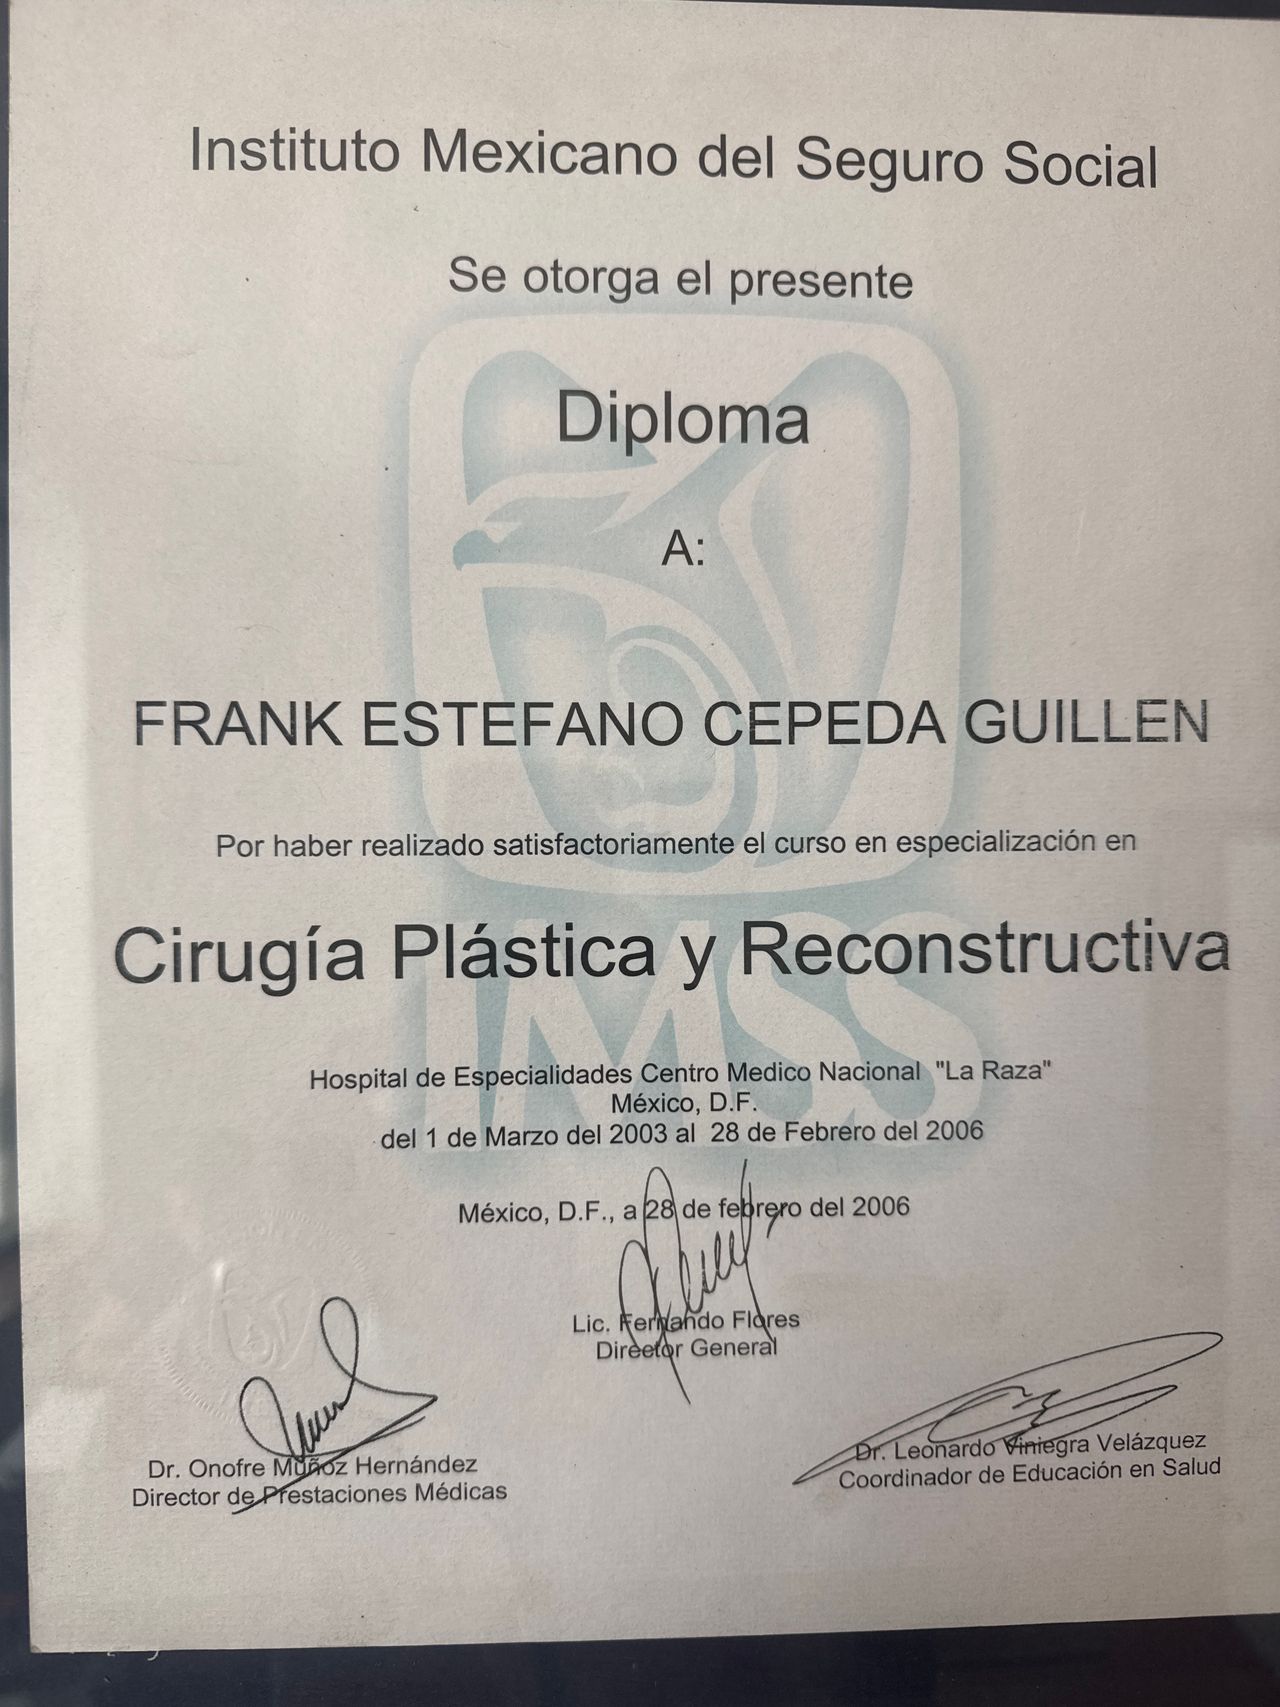 Instituto Mexicano del Seguro Social
Se otorga el presente
Diploma
A:
FRANK ESTEFANO CEPEDA GUILLEN
Por haber realizado satisfactoriamente el curso en especialización en
Cirugía Plástica y Reconstructiva
IMSS
Hospital de Especialidades Centro Medico Nacional "La Raza"
México, D.F.
del 1 de Marzo del 2003 al 28 de Febrero del 2006
México, D.F., a 28 de febrero del 2006
Lic. Fernando Flores
Director General
Dr. Onofre Muñoz Hernández
Director de Prestaciones Médicas
Dr. Leonardo Viniegra Velázquez
Coordinador de Educación en Salud